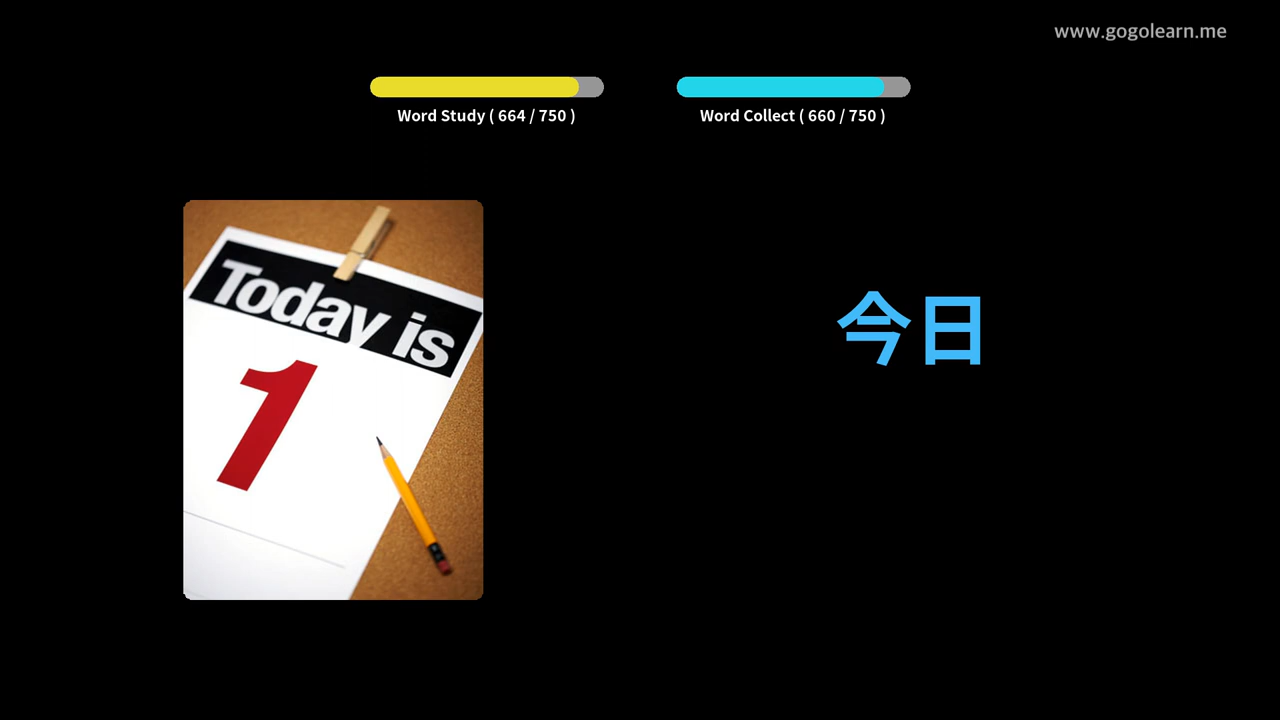 www.gogolearn.me
Word Study ( 664 / 750 )
Word Collect ( 660 / 750 )
Today is
1
今日